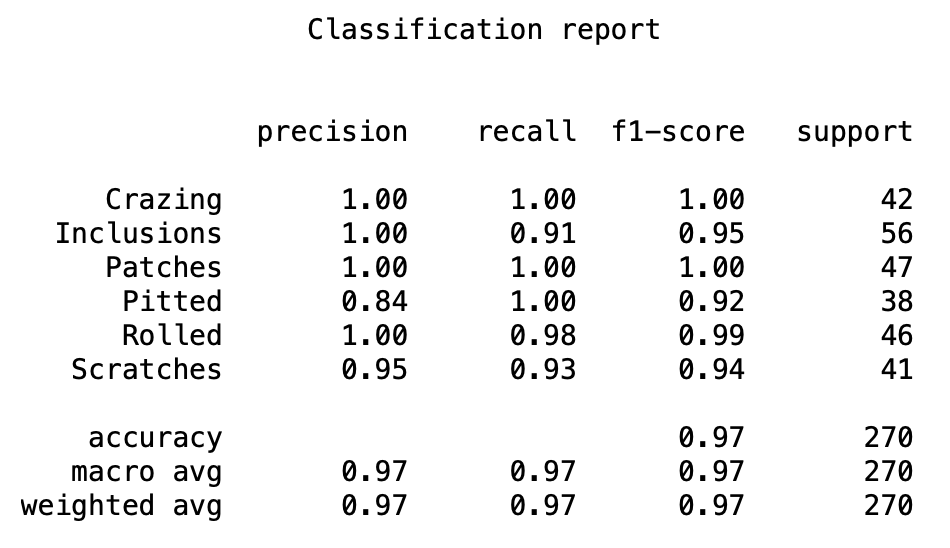 Classification report
precision recall f1-score support
Crazing 1.00 1.00 1.00 42
Inclusions 1.00 0.91 0.95 56
Patches 1.00 1.00 1.00 47
Pitted 0.84 1.00 0.92 38
Rolled 1.00 0.98 0.99 46
Scratches 0.95 0.93 0.94 41
accuracy 0.97 270
macro avg 0.97 0.97 0.97 270
weighted avg 0.97 0.97 0.97 270